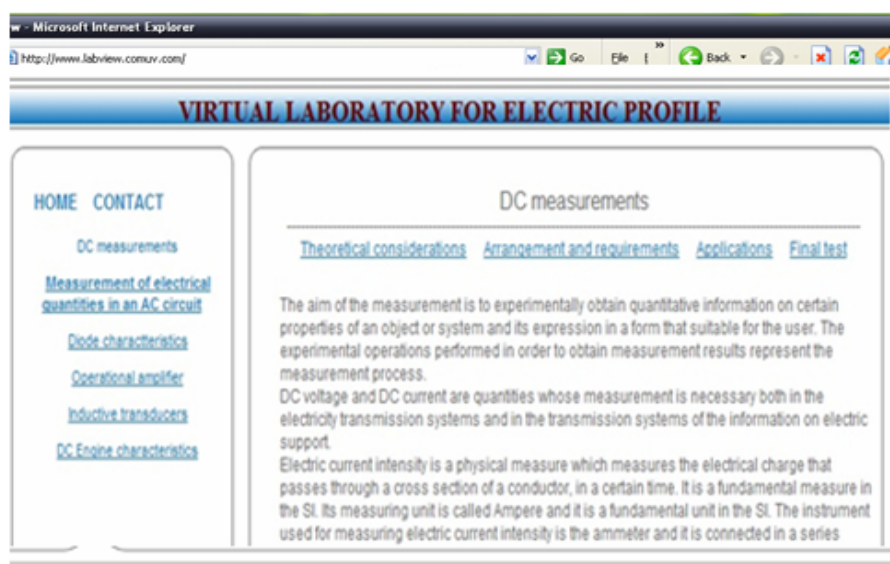 w - Microsoft Internet Explorer
http://www.labview.comuv.com/
Go File Back
VIRTUAL LABORATORY FOR ELECTRIC PROFILE
HOME CONTACT
DC measurements
Measurement of electrical
quantities in an AC circuit
Diode charactteristics
Operational amplifier
Inductive transducers
DC Engine characteristics
DC measurements
Theoretical considerations Arrangement and requirements Applications Final test
The aim of the measurement is to experimentally obtain quantitative information on certain
properties of an object or system and its expression in a form that suitable for the user. The
experimental operations performed in order to obtain measurement results represent the
measurement process.
DC voltage and DC current are quantities whose measurement is necessary both in the
electricity transmission systems and in the transmission systems of the information on electric
support.
Electric current intensity is a physical measure which measures the electrical charge that
passes through a cross section of a conductor, in a certain time. It is a fundamental measure in
the SI. Its measuring unit is called Ampere and it is a fundamental unit in the SI. The instrument
used for measuring electric current intensity is the ammeter and it is connected in a series